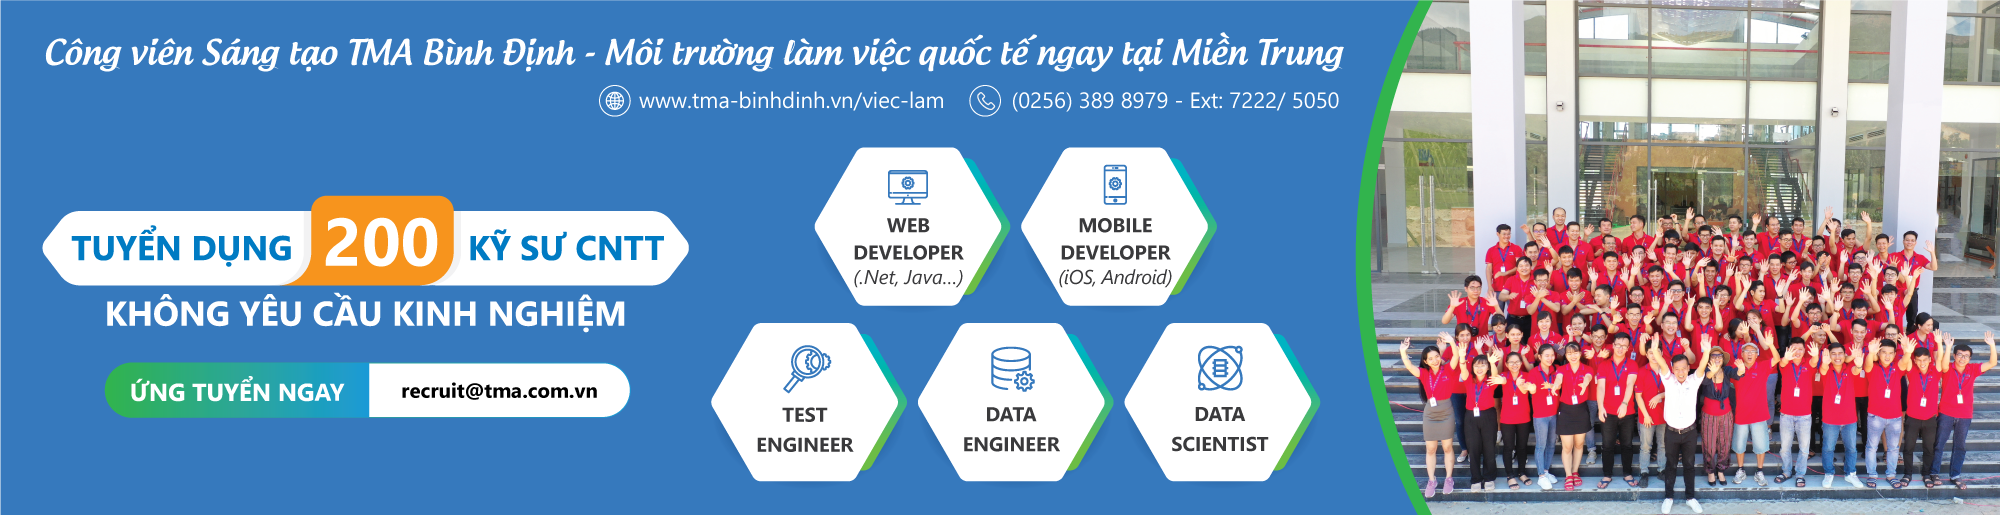 Công viên Sáng tạo TMA Bình Định - Môi trường làm việc quốc tế ngay tại Miền Trung
www.tma-binhdinh.vn/viec-lam (0256) 389 8979 - Ext: 7222/ 5050
TUYỂN DỤNG 200 KỸ SƯ CNTT
KHÔNG YÊU CẦU KINH NGHIỆM
ỨNG TUYỂN NGAY recruit@tma.com.vn
WEB
DEVELOPER
(.Net, Java...)
MOBILE
DEVELOPER
(iOS, Android)
TEST
ENGINEER
DATA
ENGINEER
DATA
SCIENTIST